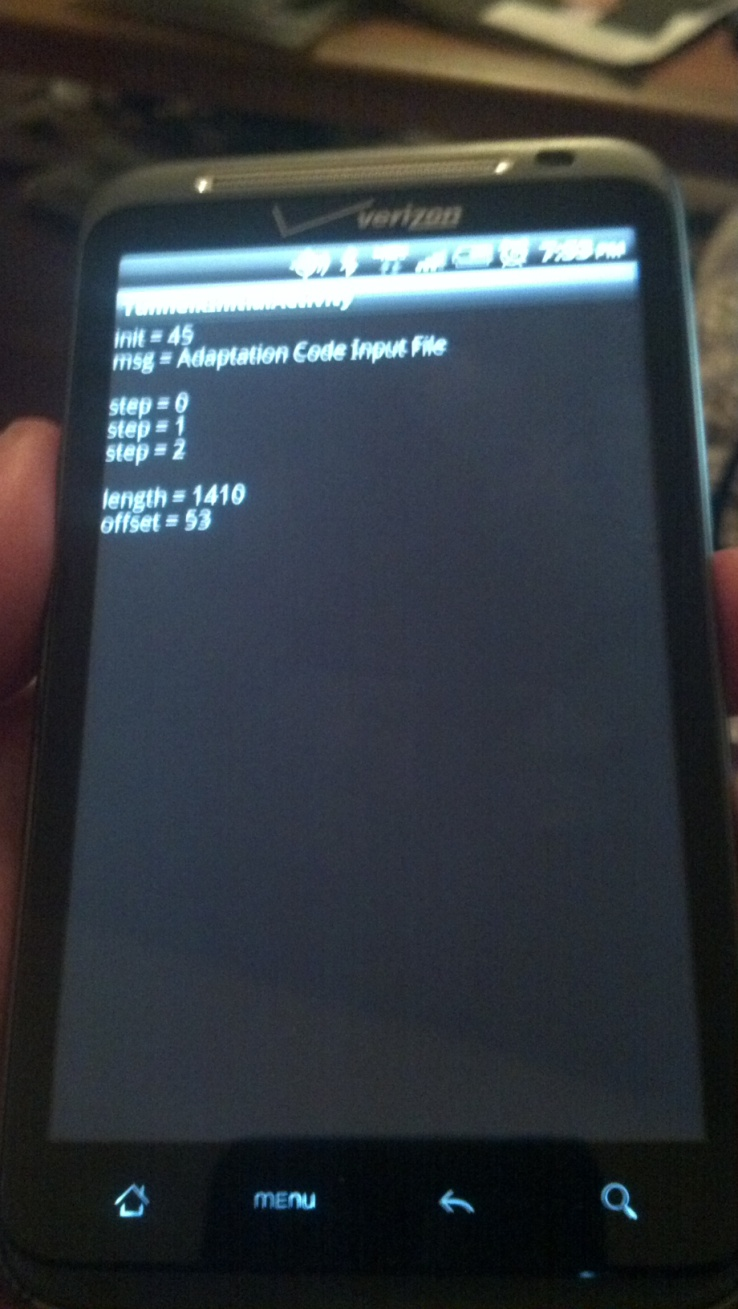 verizon
PM
init = 45
msg = Adaptation Code Input File
step = 0
step = 1
step = 2
length = 1410
offset = 53
menu